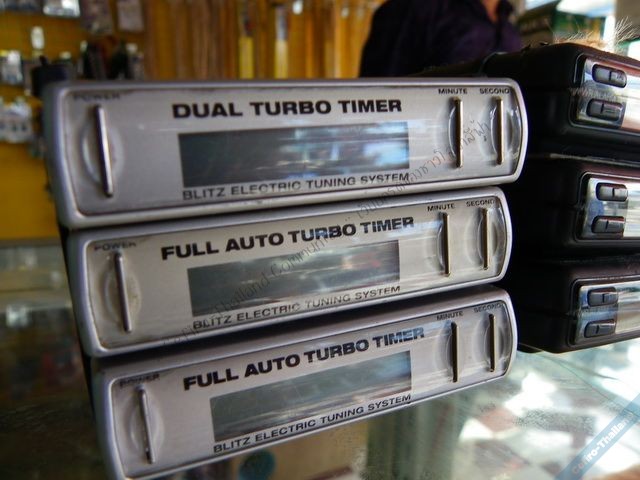 POWER
DUAL TURBO TIMER
MINUTE SECOND
BLITZ ELECTRIC TUNING SYSTEM
POWER
FULL AUTO TURBO TIMER
MINUTE SECOND
BLITZ ELECTRIC TUNING SYSTEM
POWER
FULL AUTO TURBO TIMER
MINUTE SECOND
BLITZ ELECTRIC TUNING SYSTEM